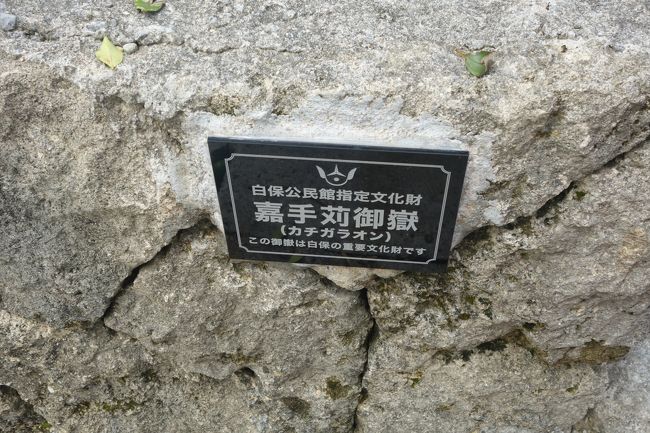 白保公民館指定文化財
嘉手苅御嶽
(カチガラオン)
この御嶽は白保の重要文化財です